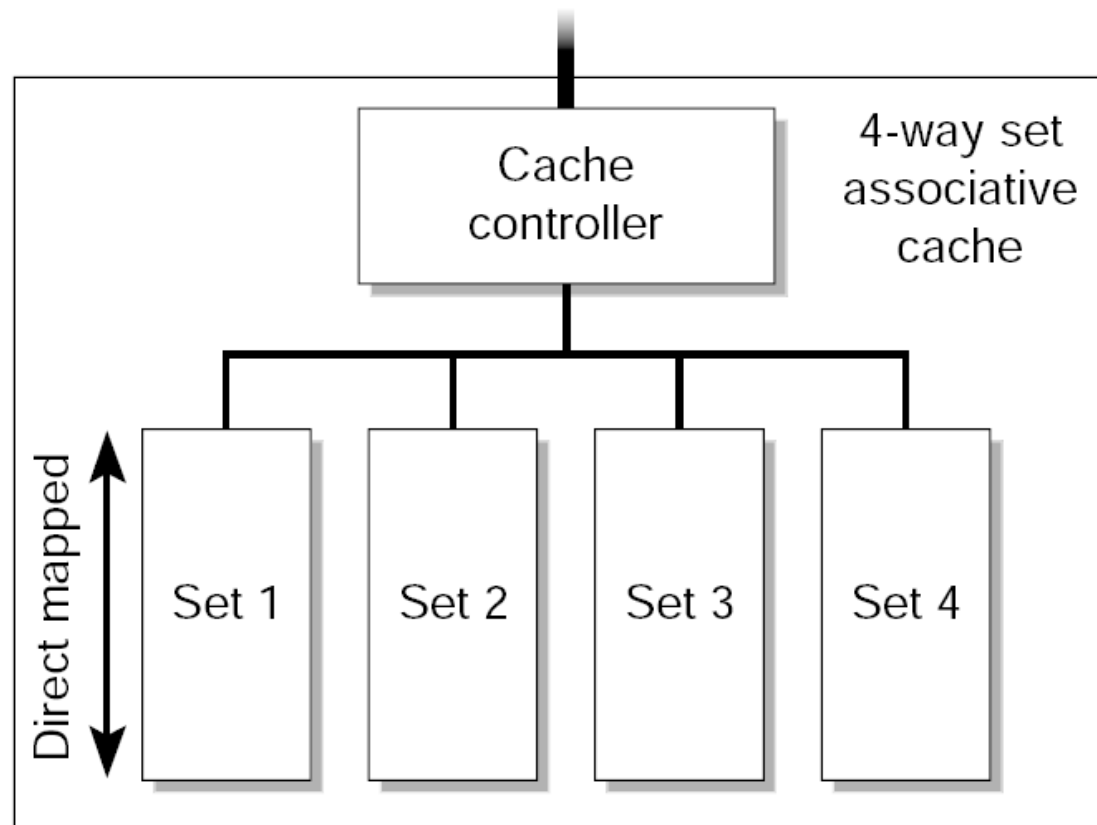 Cache
controller
4-way set
associative
cache
Direct mapped
Set 1
Set 2
Set 3
Set 4